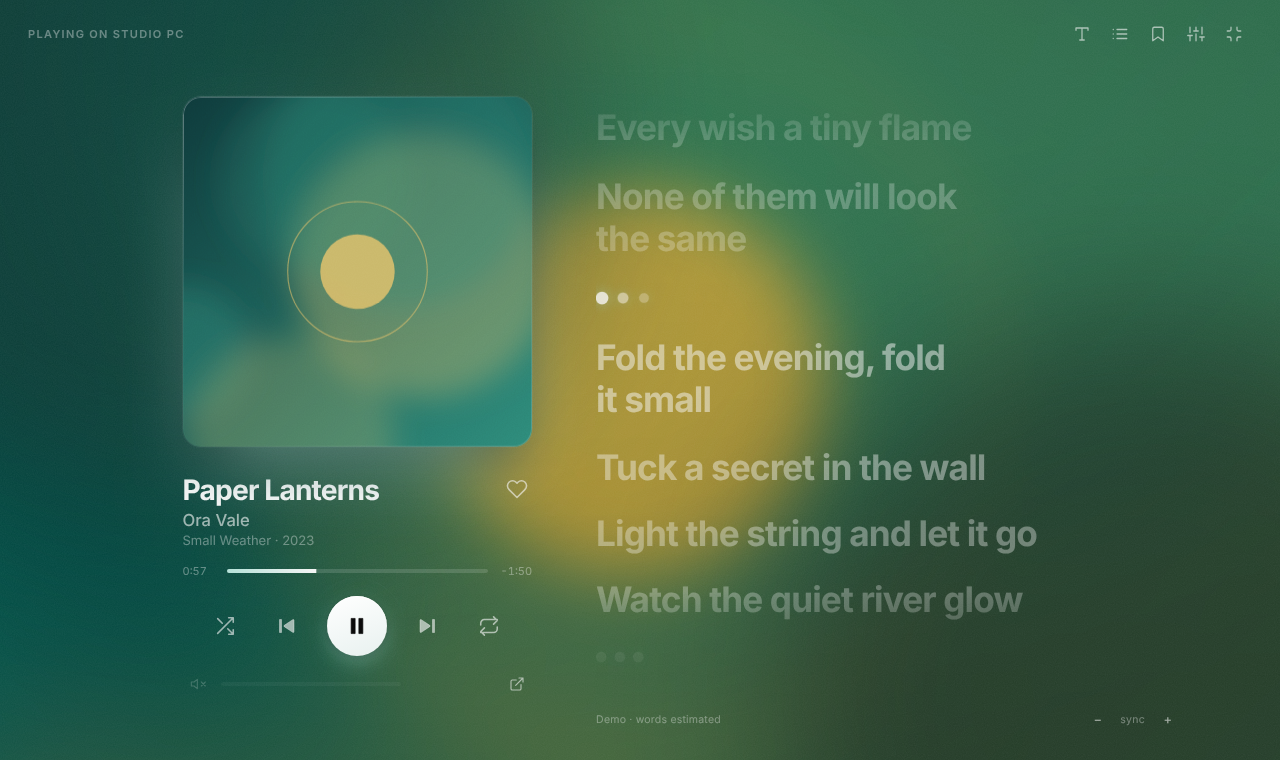 PLAYING ON STUDIO PC
Paper Lanterns
Ora Vale
Small Weather · 2023
0:57
-1:50
Every wish a tiny flame
None of them will look
the same
Fold the evening, fold
it small
Tuck a secret in the wall
Light the string and let it go
Watch the quiet river glow
Demo · words estimated
− sync +